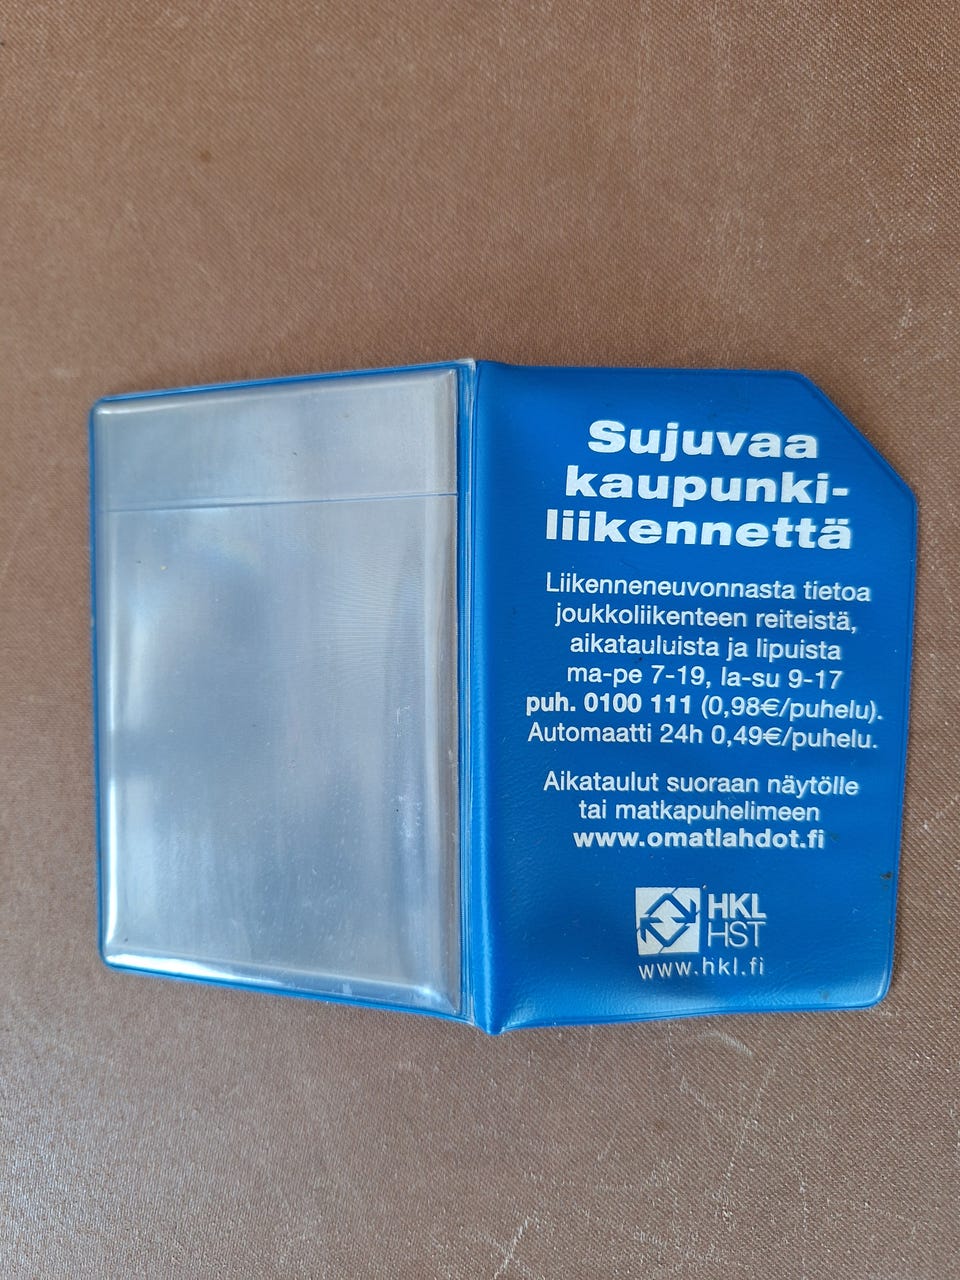 Sujuvaa
kaupunki-
liikennettä
Liikenneneuvonnasta tietoa
joukkoliikenteen reiteistä,
aikatauluista ja lipuista
ma-pe 7-19, la-su 9-17
puh. 0100 111 (0,98€/puhelu).
Automaatti 24h 0,49€/puhelu.
Aikataulut suoraan näytölle
tai matkapuhelimeen
www.omatlahdot.fi
HKL
HST
www.hkl.fi